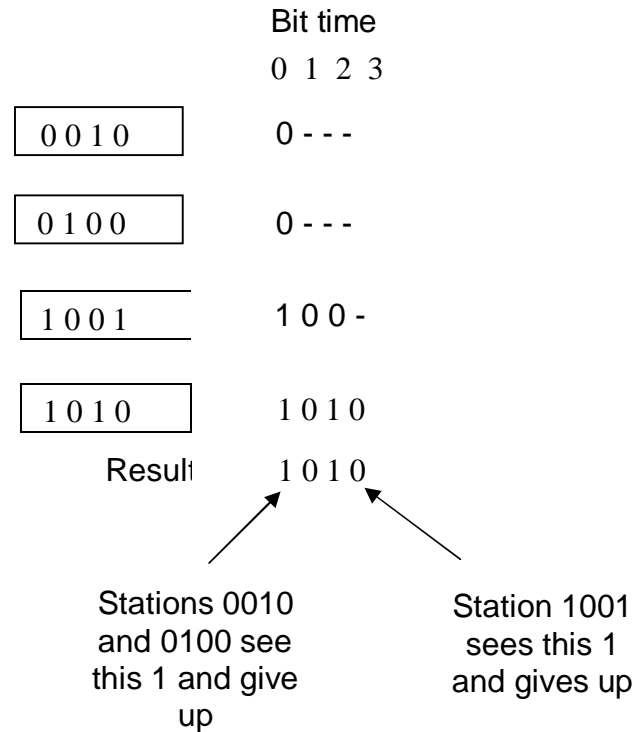 Bit time
0 1 2 3
0 0 1 0 0 - - -
0 1 0 0 0 - - -
1 0 0 1 1 0 0 -
1 0 1 0 1 0 1 0
Result 1 0 1 0
Stations 0010
and 0100 see
this 1 and give
up
Station 1001
sees this 1
and gives up